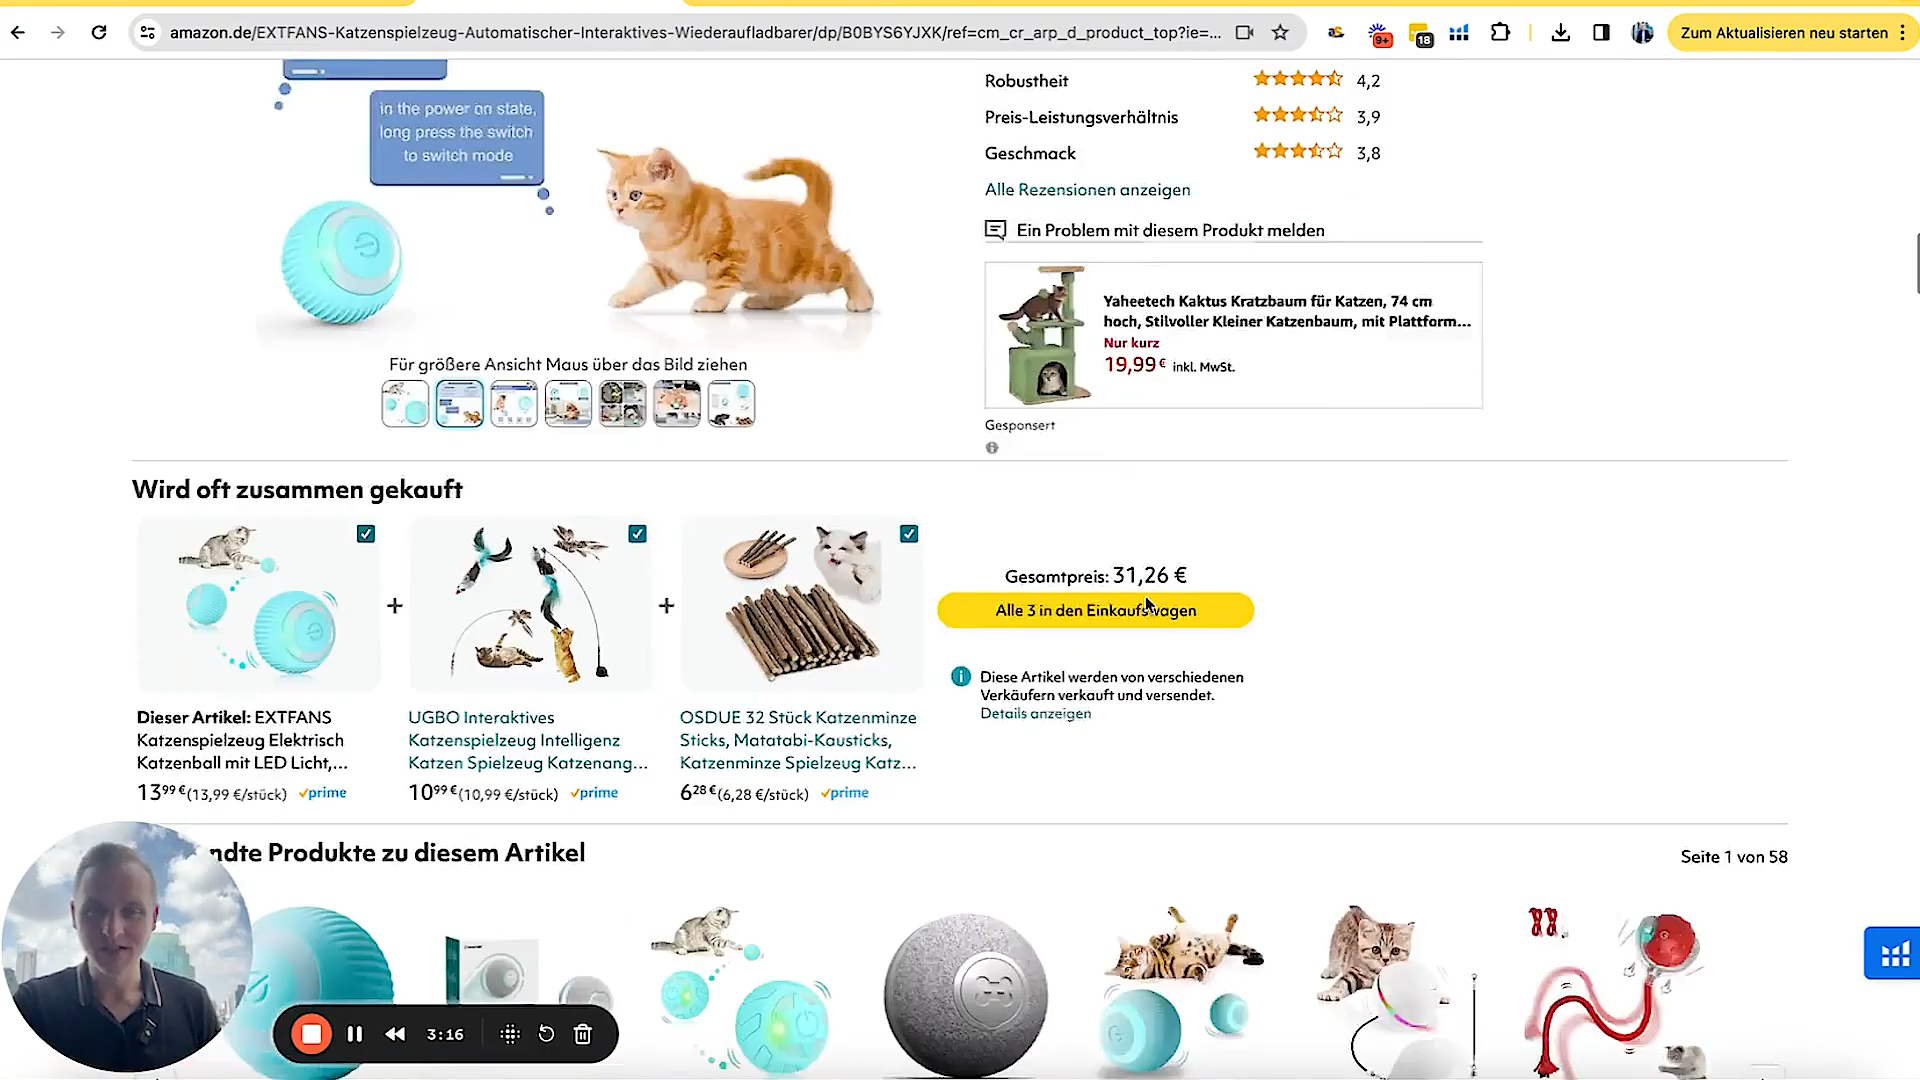 amazon.de/EXTFANS-Katzenspielzeug-Automatischer-Interaktives-Wiederaufladbarer/dp/B0BYS6YJXK/ref=cm_cr_arp_d_product_top?ie=...
9+
18
Zum Aktualisieren neu starten
in the power on state,
long press the switch
to switch mode
Für größere Ansicht Maus über das Bild ziehen
Robustheit 4,2
Preis-Leistungsverhältnis 3,9
Geschmack 3,8
Alle Rezensionen anzeigen
Ein Problem mit diesem Produkt melden
Yaheetech Kaktus Kratzbaum für Katzen, 74 cm
hoch, Stilvoller Kleiner Katzenbaum, mit Plattform...
Nur kurz
19,99€ inkl. MwSt.
Gesponsert
Wird oft zusammen gekauft
Dieser Artikel: EXTFANS
Katzenspielzeug Elektrisch
Katzenball mit LED Licht,...
13,99 €(13,99 €/stück) prime
UGBO Interaktives
Katzenspielzeug Intelligenz
Katzen Spielzeug Katzenang...
10,99 €(10,99 €/stück) prime
OSDUE 32 Stück Katzenminze
Sticks, Matatabi-Kausticks,
Katzenminze Spielzeug Katz...
6,28 €(6,28 €/stück) prime
Gesamtpreis: 31,26 €
Alle 3 in den Einkaufswagen
Diese Artikel werden von verschiedenen
Verkäufern verkauft und versendet.
Details anzeigen
ndte Produkte zu diesem Artikel
Seite 1 von 58
3:16